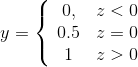 y = { 0, z < 0
0.5 z = 0
1 z > 0